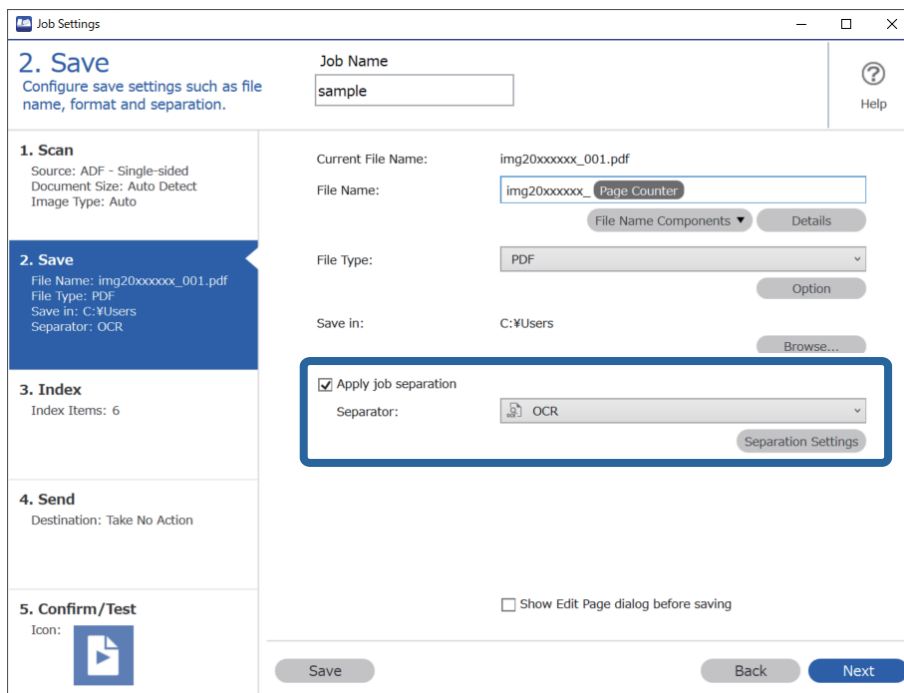 Job Settings
2. Save
Configure save settings such as file
name, format and separation.
Job Name
sample
Help
1. Scan
Source: ADF - Single-sided
Document Size: Auto Detect
Image Type: Auto
2. Save
File Name: img20xxxxxx_001.pdf
File Type: PDF
Save in: C:¥Users
Separator: OCR
3. Index
Index Items: 6
4. Send
Destination: Take No Action
5. Confirm/Test
Icon:
Current File Name: img20xxxxxx_001.pdf
File Name: img20xxxxxx_ Page Counter
File Name Components ▼ Details
File Type: PDF
Option
Save in: C:¥Users
Browse...
Apply job separation
Separator: OCR
Separation Settings
Show Edit Page dialog before saving
Save Back Next